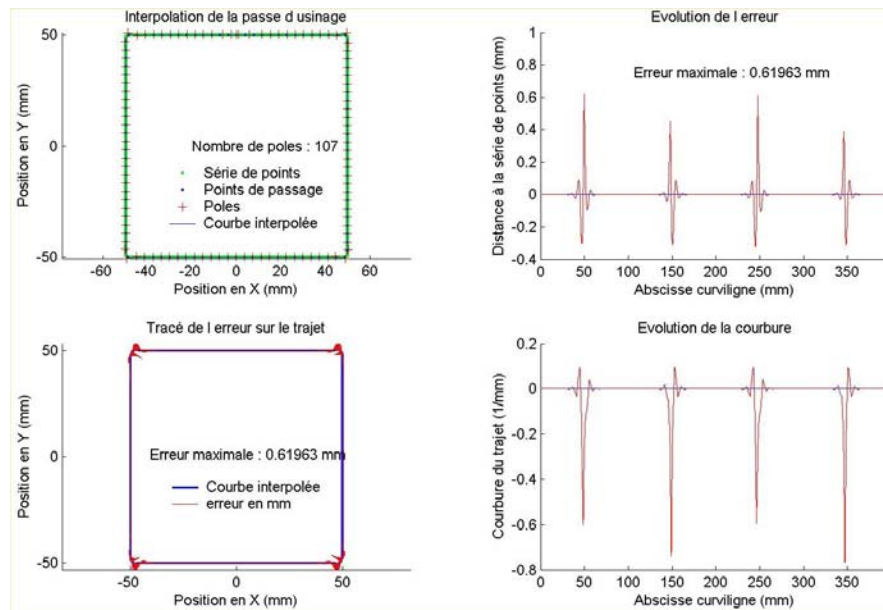 Interpolation de la passe d usinage
50
0
-50
Position en Y (mm)
Nombre de poles : 107
Série de points
Points de passage
Poles
Courbe interpolée
-60 -40 -20 0 20 40 60
Position en X (mm)
Evolution de l erreur
1
0.8
0.6
0.4
0.2
0
-0.2
-0.4
Distance à la série de points (mm)
Erreur maximale : 0.61963 mm
0 50 100 150 200 250 300 350
Abscisse curviligne (mm)
Tracé de l erreur sur le trajet
50
0
-50
Position en Y (mm)
Erreur maximale : 0.61963 mm
Courbe interpolée
erreur en mm
-50 0 50
Position en X (mm)
Evolution de la courbure
0.2
0
-0.2
-0.4
-0.6
-0.8
Courbure du trajet (1/mm)
0 50 100 150 200 250 300 350
Abscisse curviligne (mm)